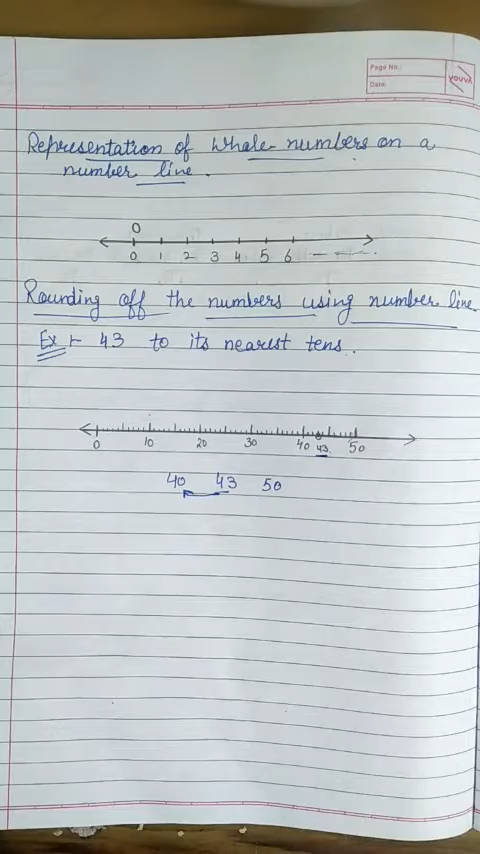 Page No.:
Date:
YOUVA
Representation of Whole numbers on a
number line.
0
0 1 2 3 4 5 6
Rounding off the numbers using number line
Ex :- 43 to its nearest tens.
0 10 20 30 40 43 50
40 43 50